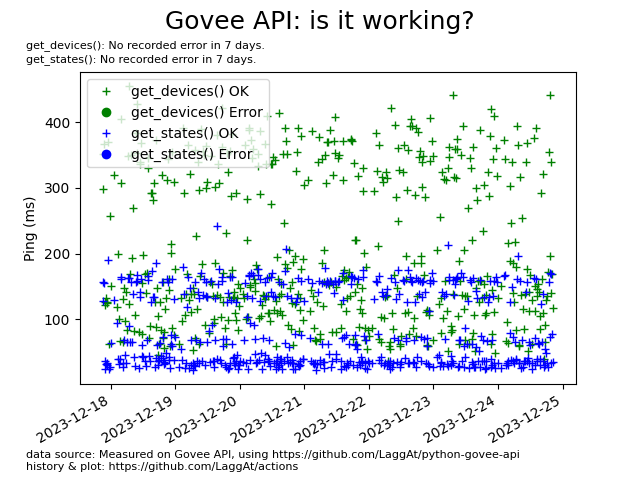 Govee API: is it working?
get_devices(): No recorded error in 7 days.
get_states(): No recorded error in 7 days.
get_devices() OK
get_devices() Error
get_states() OK
get_states() Error
Ping (ms)
400
300
200
100
2023-12-18
2023-12-19
2023-12-20
2023-12-21
2023-12-22
2023-12-23
2023-12-24
2023-12-25
data source: Measured on Govee API, using https://github.com/LaggAt/python-govee-api
history & plot: https://github.com/LaggAt/actions